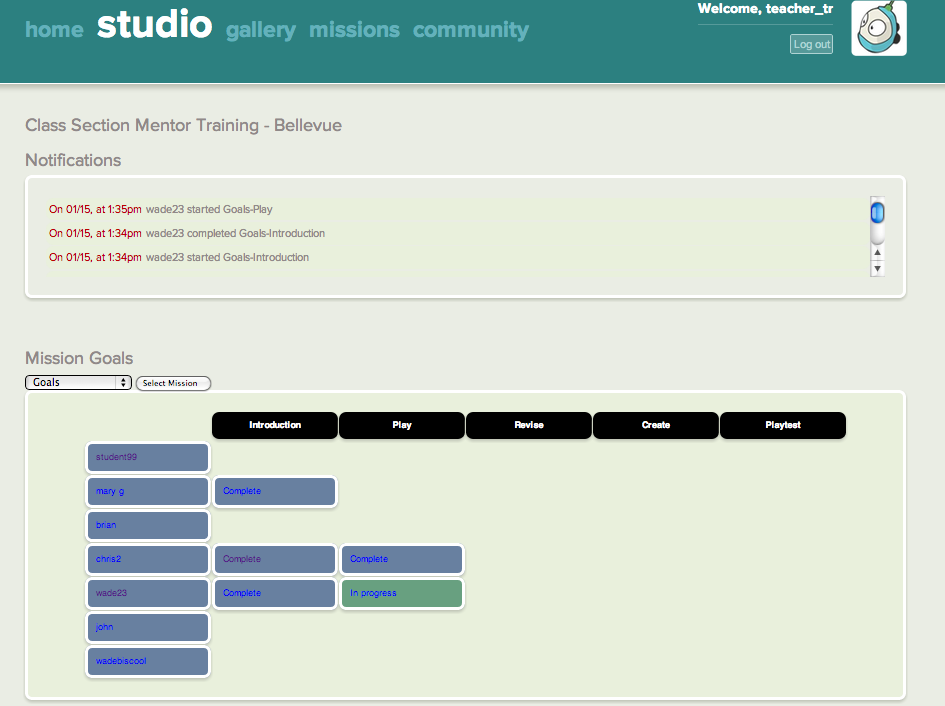 Welcome, teacher_tr
home studio gallery missions community
Log out
Class Section Mentor Training - Bellevue
Notifications
On 01/15, at 1:35pm wade23 started Goals-Play
On 01/15, at 1:34pm wade23 completed Goals-Introduction
On 01/15, at 1:34pm wade23 started Goals-Introduction
Mission Goals
Goals Select Mission
Introduction Play Revise Create Playtest
student99
mary g Complete
brian
chris2 Complete Complete
wade23 Complete In progress
john
wadebiscool